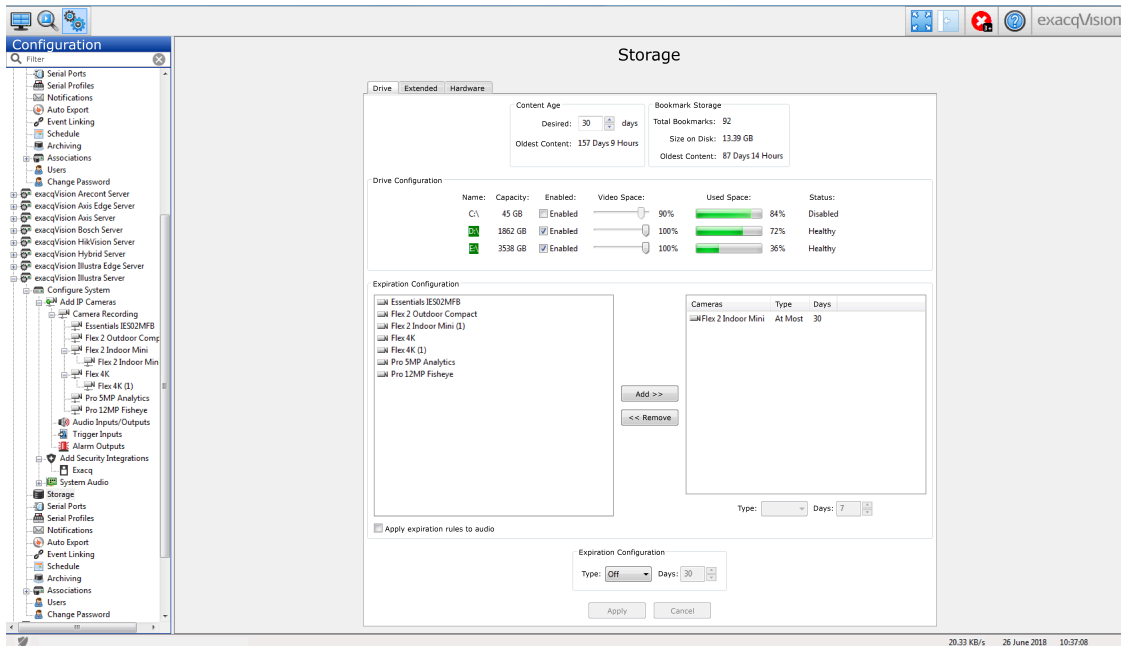 exacqVision
Configuration
Filter
Serial Ports
Serial Profiles
Notifications
Auto Export
Event Linking
Schedule
Archiving
Associations
Users
Change Password
exacqVision Arecont Server
exacqVision Axis Edge Server
exacqVision Axis Server
exacqVision Bosch Server
exacqVision HikVision Server
exacqVision Hybrid Server
exacqVision Illustra Edge Server
exacqVision Illustra Server
Configure System
Add IP Cameras
Camera Recording
Essentials IES02MFB
Flex 2 Outdoor Comp
Flex 2 Indoor Mini
Flex 2 Indoor Min
Flex 4K
Flex 4K (1)
Pro 5MP Analytics
Pro 12MP Fisheye
Audio Inputs/Outputs
Trigger Inputs
Alarm Outputs
Add Security Integrations
Exacq
System Audio
Storage
Serial Ports
Serial Profiles
Notifications
Auto Export
Event Linking
Schedule
Archiving
Associations
Users
Change Password
Storage
Drive Extended Hardware
Content Age
Desired: 30 days
Oldest Content: 157 Days 9 Hours
Bookmark Storage
Total Bookmarks: 92
Size on Disk: 13.39 GB
Oldest Content: 87 Days 14 Hours
Drive Configuration
Name: Capacity: Enabled: Video Space: Used Space: Status:
C:\ 45 GB Enabled 90% 84% Disabled
D:\ 1862 GB Enabled 100% 72% Healthy
E:\ 3538 GB Enabled 100% 36% Healthy
Expiration Configuration
Essentials IES02MFB
Flex 2 Outdoor Compact
Flex 2 Indoor Mini (1)
Flex 4K
Flex 4K (1)
Pro 5MP Analytics
Pro 12MP Fisheye
Add >>
<< Remove
Cameras Type Days
Flex 2 Indoor Mini At Most 30
Type: Days: 7
Apply expiration rules to audio
Expiration Configuration
Type: Off Days: 30
Apply Cancel
20.33 KB/s 26 June 2018 10:37:08